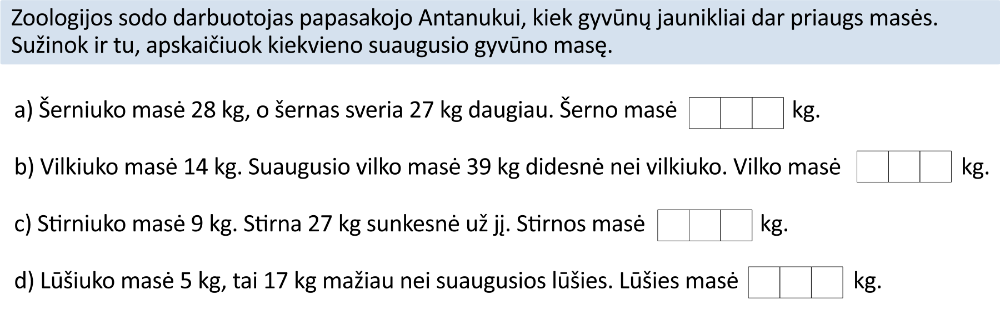 Zoologijos sodo darbuotojas papasakojo Antanukui, kiek gyvūnų jaunikliai dar priaugs masės.
Sužinok ir tu, apskaičiuok kiekvieno suaugusio gyvūno masę.
a) Šerniuko masė 28 kg, o šernas sveria 27 kg daugiau. Šerno masė kg.
b) Vilkiuko masė 14 kg. Suaugusio vilko masė 39 kg didesnė nei vilkiuko. Vilko masė kg.
c) Stirniuko masė 9 kg. Stirna 27 kg sunkesnė už jį. Stirnos masė kg.
d) Lūšiuko masė 5 kg, tai 17 kg mažiau nei suaugusios lūšies. Lūšies masė kg.